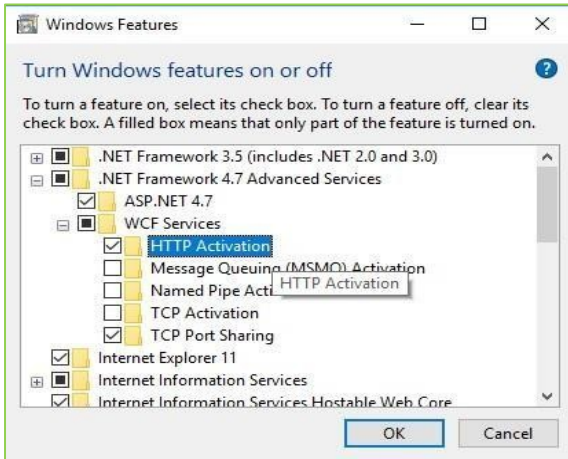 Windows Features
Turn Windows features on or off
To turn a feature on, select its check box. To turn a feature off, clear its
check box. A filled box means that only part of the feature is turned on.
.NET Framework 3.5 (includes .NET 2.0 and 3.0)
.NET Framework 4.7 Advanced Services
ASP.NET 4.7
WCF Services
HTTP Activation
Message Queuing (MSMQ) Activation
Named Pipe Acti
HTTP Activation
TCP Activation
TCP Port Sharing
Internet Explorer 11
Internet Information Services
Internet Information Services Hostable Web Core
OK
Cancel